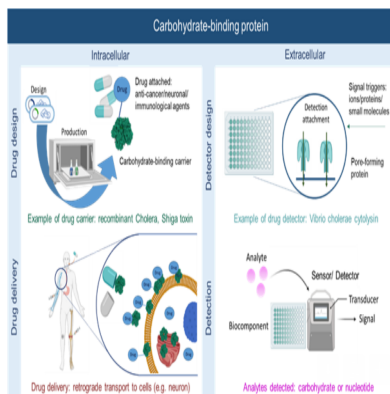 Carbohydrate-binding protein
Intracellular
Extracellular
Drug design
Design
Production
Drug
Drug attached:
anti-cancer/neuronal/
immunological agents
Carbohydrate-binding carrier
Example of drug carrier: recombinant Cholera, Shiga toxin
Detector design
Detection
attachment
Signal triggers:
ions/proteins/
small molecules
Pore-forming
protein
Example of drug detector: Vibrio cholerae cytolysin
Drug delivery
Drug delivery: retrograde transport to cells (e.g. neuron)
Detection
Analyte
Sensor/ Detector
Transducer
Signal
Biocomponent
Analytes detected: carbohydrate or nucleotide